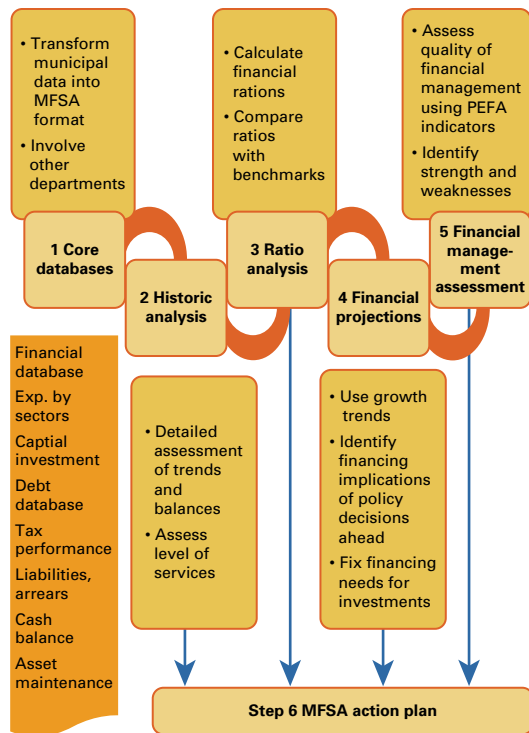 • Transform
municipal
data into
MFSA
format
• Involve
other
departments
1 Core
databases
2 Historic
analysis
• Detailed
assessment
of trends
and
balances
• Assess
level of
services
• Calculate
financial
rations
• Compare
ratios
with
benchmarks
3 Ratio
analysis
4 Financial
projections
• Use growth
trends
• Identify
financing
implications
of policy
decisions
ahead
• Fix financing
needs for
investments
• Assess
quality of
financial
management
using PEFA
indicators
• Identify
strength and
weaknesses
5 Financial
manage-
ment
assessment
Financial
database
Exp. by
sectors
Captial
investment
Debt
database
Tax
performance
Liabilities,
arrears
Cash
balance
Asset
maintenance
Step 6 MFSA action plan